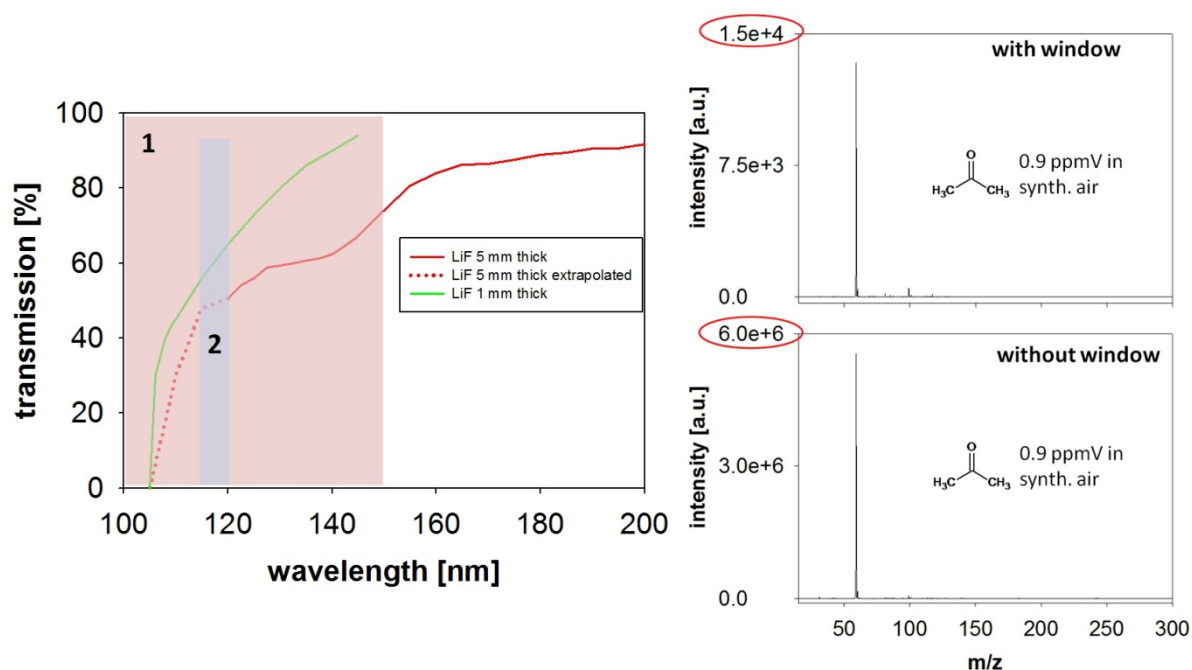 transmission [%]
100
80
60
40
20
0
1
2
LiF 5 mm thick
LiF 5 mm thick extrapolated
LiF 1 mm thick
100
120
140
160
180
200
wavelength [nm]
intensity [a.u.]
1.5e+4
7.5e+3
0.0
with window
O
H₃C
CH₃
0.9 ppmV in
synth. air
intensity [a.u.]
6.0e+6
3.0e+6
0.0
without window
O
H₃C
CH₃
0.9 ppmV in
synth. air
50
100
150
200
250
300
m/z